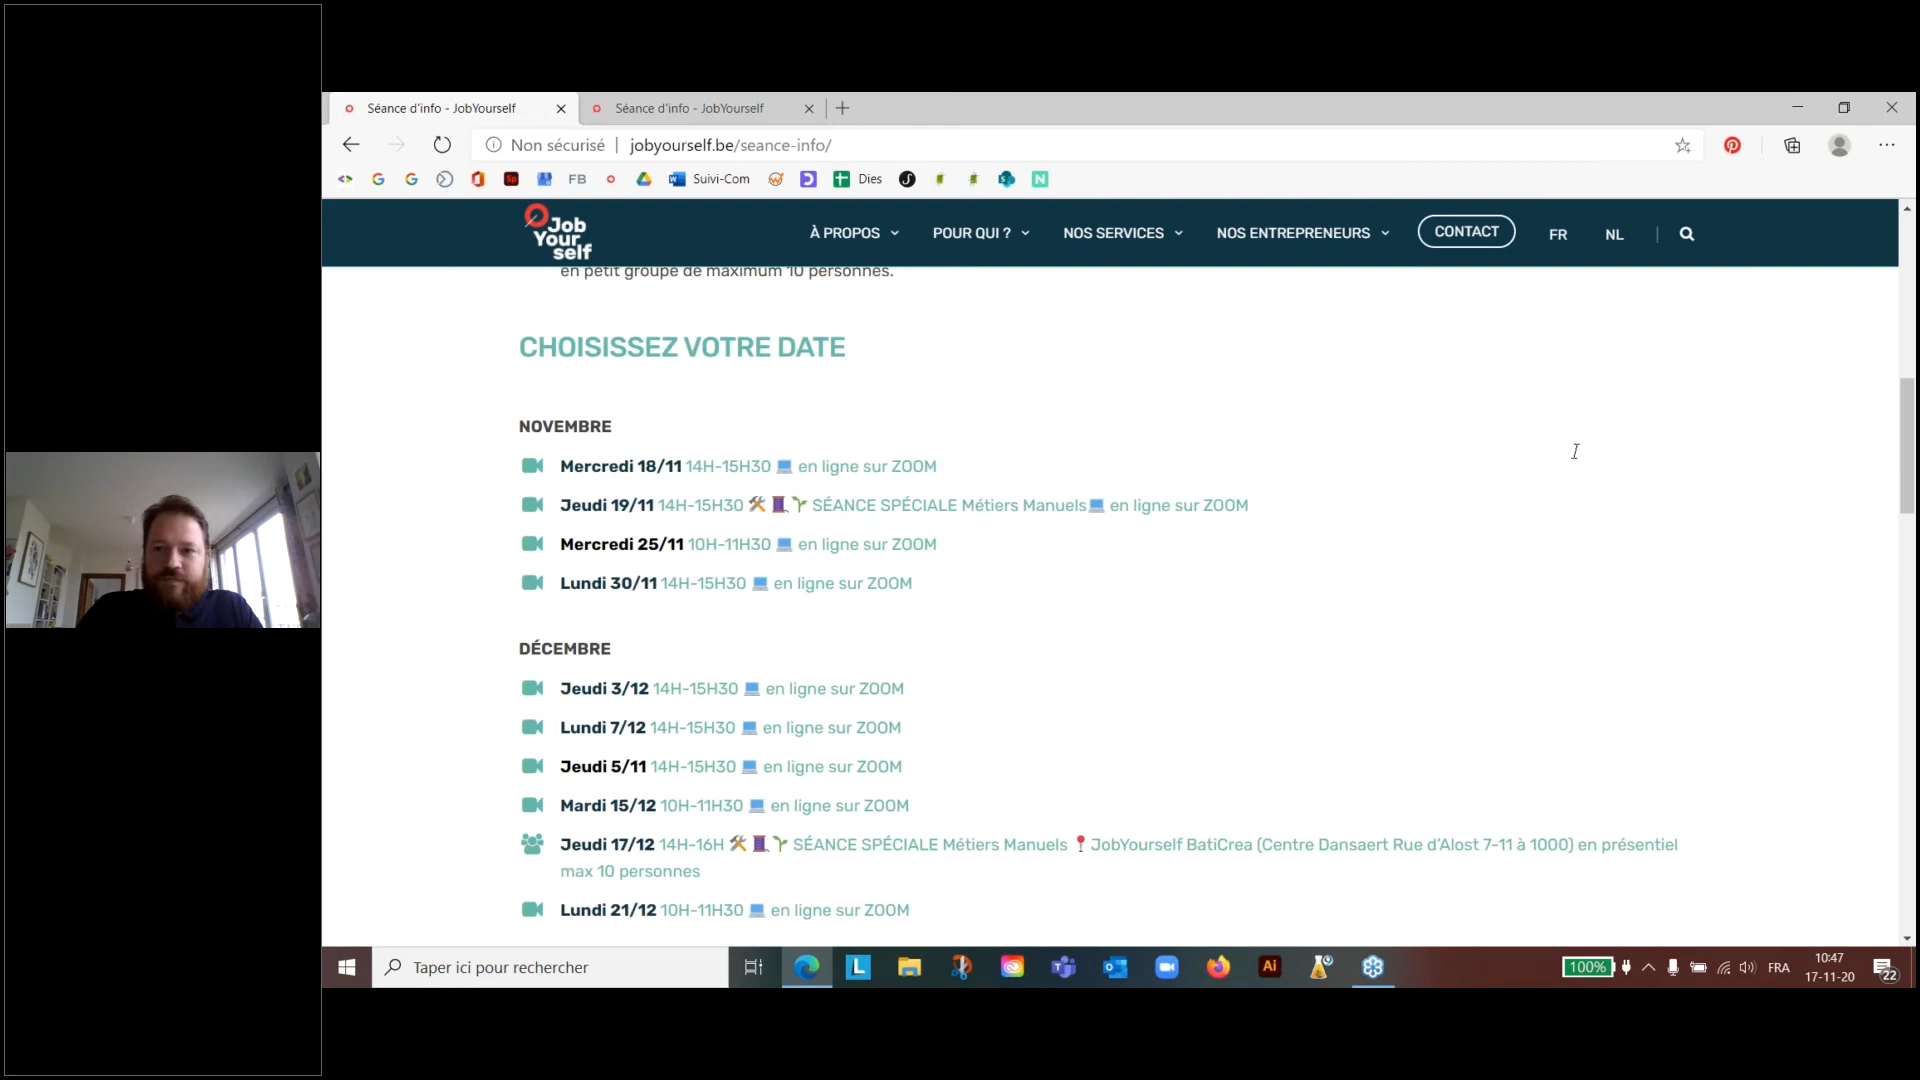 Séance d'info - JobYourself
Séance d'info - JobYourself
Non sécurisé | jobyourself.be/seance-info/
FB
Suivi-Com
Dies
Job
Your
self
À PROPOS
POUR QUI ?
NOS SERVICES
NOS ENTREPRENEURS
CONTACT
FR
NL
en petit groupe de maximum 10 personnes.
CHOISISSEZ VOTRE DATE
NOVEMBRE
Mercredi 18/11 14H-15H30 💻 en ligne sur ZOOM
Jeudi 19/11 14H-15H30 🛠️🧵🌱 SÉANCE SPÉCIALE Métiers Manuels💻 en ligne sur ZOOM
Mercredi 25/11 10H-11H30 💻 en ligne sur ZOOM
Lundi 30/11 14H-15H30 💻 en ligne sur ZOOM
DÉCEMBRE
Jeudi 3/12 14H-15H30 💻 en ligne sur ZOOM
Lundi 7/12 14H-15H30 💻 en ligne sur ZOOM
Jeudi 5/11 14H-15H30 💻 en ligne sur ZOOM
Mardi 15/12 10H-11H30 💻 en ligne sur ZOOM
Jeudi 17/12 14H-16H 🛠️🧵🌱 SÉANCE SPÉCIALE Métiers Manuels 📍JobYourself BatiCrea (Centre Dansaert Rue d'Alost 7-11 à 1000) en présentiel
max 10 personnes
Lundi 21/12 10H-11H30 💻 en ligne sur ZOOM
Taper ici pour rechercher
L
Ai
100%
FRA
10:47
17-11-20
22